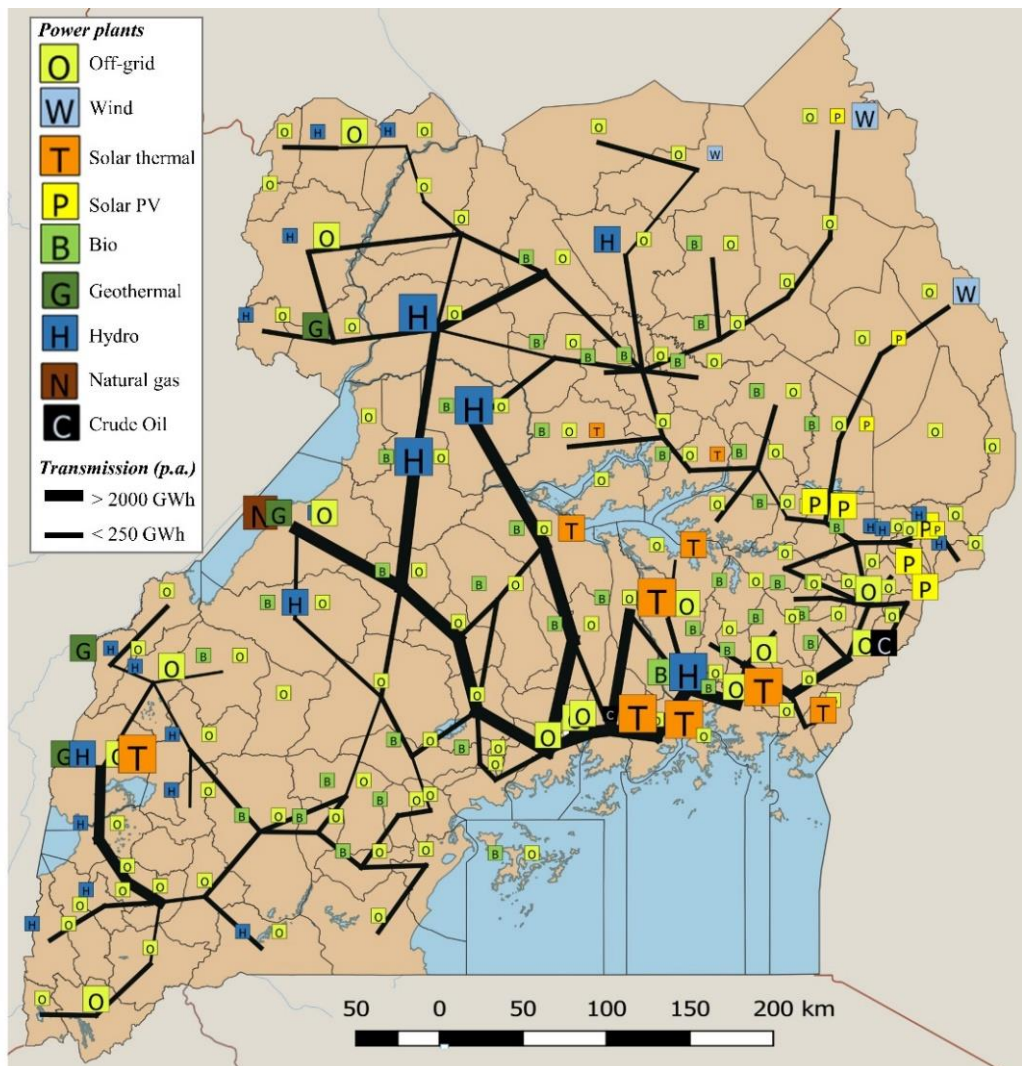 Power plants
O Off-grid
W Wind
T Solar thermal
P Solar PV
B Bio
G Geothermal
H Hydro
N Natural gas
C Crude Oil
Transmission (p.a.)
> 2000 GWh
< 250 GWh
O H O H O
O P W
O
O W
O
O
O
H O
O
H O
B O
B O
O
O
H O
G O
H O
B O
O W
B O
B
B O
B O
O P
B H O
O
B O T
O
B O
B O P
O
O
B H O
B O T B O
O
N G O
O
B O
P P
B O T
O T
B O
B O
B H O
B O
B O T O
B O
O
G H O
H O B O
O
O
O
B H O
B O
O C
O
B O
O O
C T T O
T
O T
G H O T
H O
B O
O
H O
B O
B O
B O B O
H O
O
B O
O
B O
O
H O
O
O
H O
H O
O
O
O
O
50 0 50 100 150 200 km